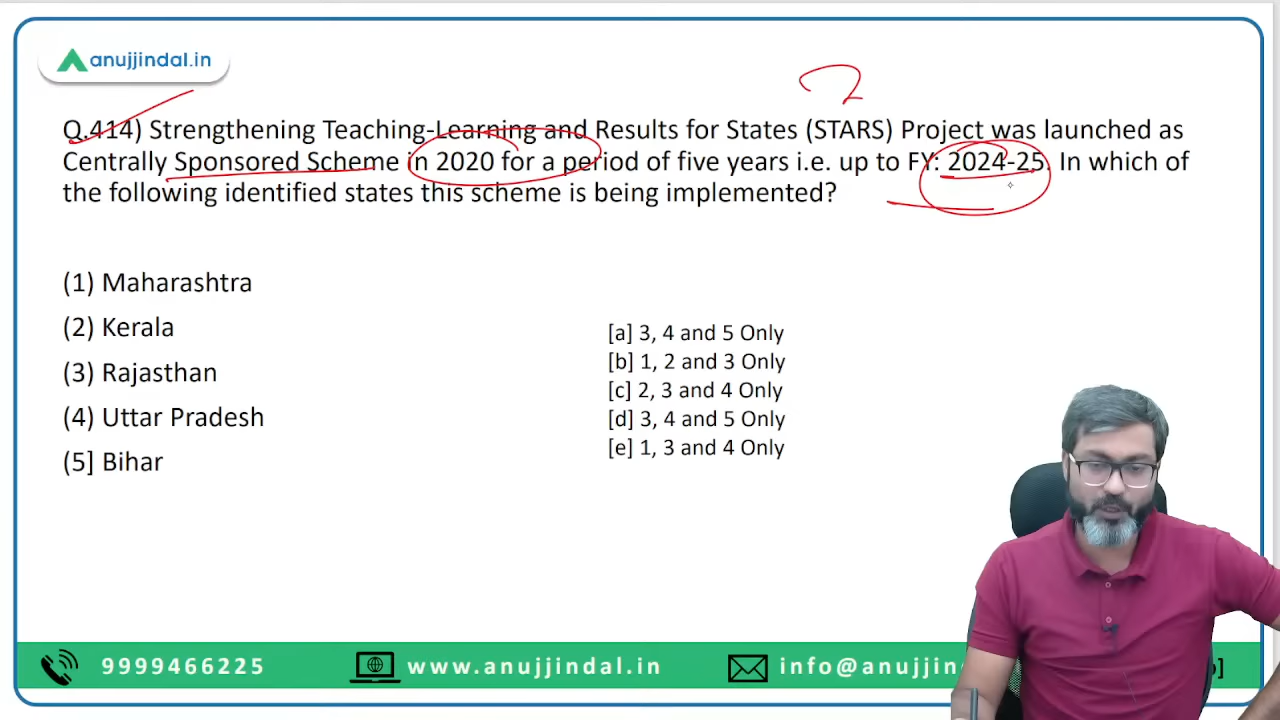 anujjindal.in
Q.414) Strengthening Teaching-Learning and Results for States (STARS) Project was launched as
Centrally Sponsored Scheme in 2020 for a period of five years i.e. up to FY: 2024-25. In which of
the following identified states this scheme is being implemented?
(1) Maharashtra
(2) Kerala
(3) Rajasthan
(4) Uttar Pradesh
(5] Bihar
[a] 3, 4 and 5 Only
[b] 1, 2 and 3 Only
[c] 2, 3 and 4 Only
[d] 3, 4 and 5 Only
[e] 1, 3 and 4 Only
9999466225
www.anujjindal.in